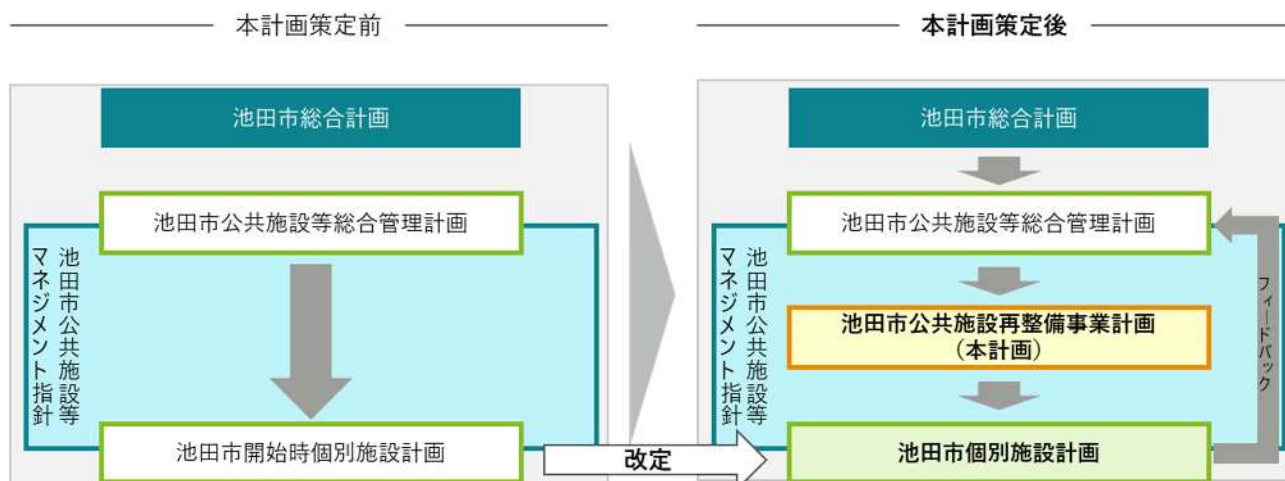 本計画策定前
池田市総合計画
池田市公共施設等総合管理計画
池田市公共施設等
マネジメント指針
池田市開始時個別施設計画
改定
本計画策定後
池田市総合計画
池田市公共施設等総合管理計画
池田市公共施設等
マネジメント指針
池田市公共施設再整備事業計画
（本計画）
池田市個別施設計画
フィードバック